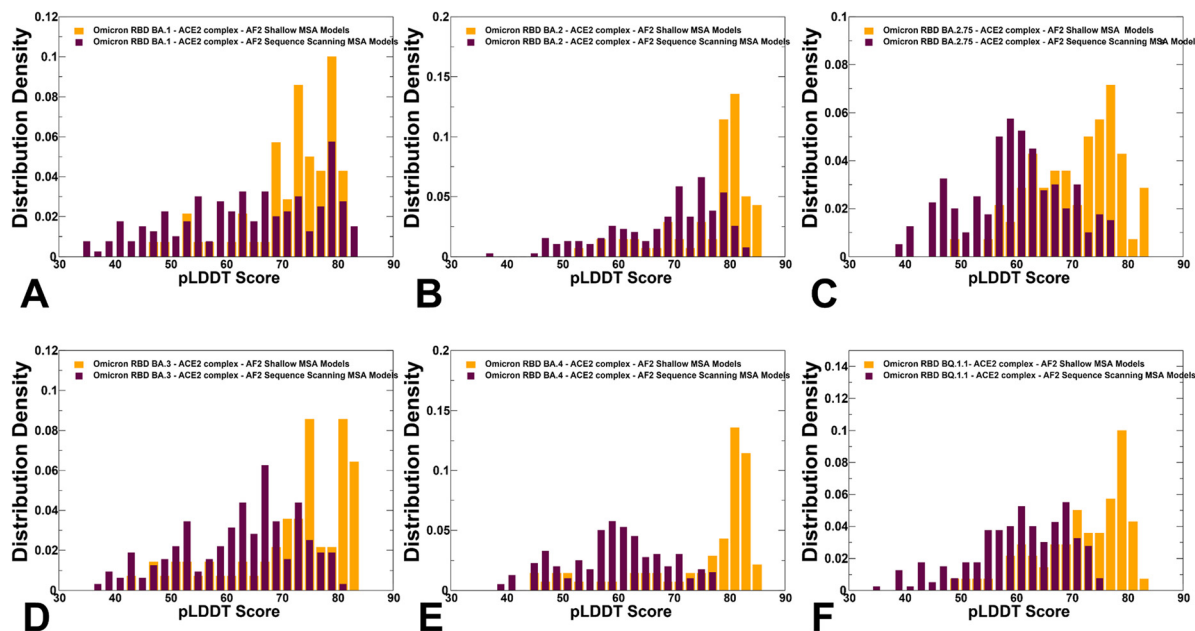 0.12
0.1
0.08
0.06
0.04
0.02
0
Distribution Density
Omicron RBD BA.1 - ACE2 complex - AF2 Shallow MSA Models
Omicron RBD BA.1 - ACE2 complex - AF2 Sequence Scanning MSA Models
30 40 50 60 70 80 90
pLDDT Score
A
0.2
0.15
0.1
0.05
0
Distribution Density
Omicron RBD BA.2 - ACE2 complex - AF2 Shallow MSA Models
Omicron RBD BA.2 - ACE2 complex - AF2 Sequence Scanning MSA Models
30 40 50 60 70 80 90
pLDDT Score
B
0.1
0.08
0.06
0.04
0.02
0
Distribution Density
Omicron RBD BA.2.75 - ACE2 complex - AF2 Shallow MSA Models
Omicron RBD BA.2.75 - ACE2 complex - AF2 Sequence Scanning MSA Model
30 40 50 60 70 80 90
pLDDT Score
C
0.12
0.1
0.08
0.06
0.04
0.02
0
Distribution Density
Omicron RBD BA.3 - ACE2 complex - AF2 Shallow MSA Models
Omicron RBD BA.3 - ACE2 complex - AF2 Sequence Scanning MSA Models
30 40 50 60 70 80 90
pLDDT Score
D
0.2
0.15
0.1
0.05
0
Distribution Density
Omicron RBD BA.4 - ACE2 complex - AF2 Shallow MSA Models
Omicron RBD BA.4 - ACE2 complex - AF2 Sequence Scanning MSA Models
30 40 50 60 70 80 90
pLDDT Score
E
0.14
0.12
0.1
0.08
0.06
0.04
0.02
0
Distribution Density
Omicron RBD BQ.1.1- ACE2 complex - AF2 Shallow MSA Models
Omicron RBD BQ.1.1 - ACE2 complex - AF2 Sequence Scanning MSA Models
30 40 50 60 70 80 90
pLDDT Score
F